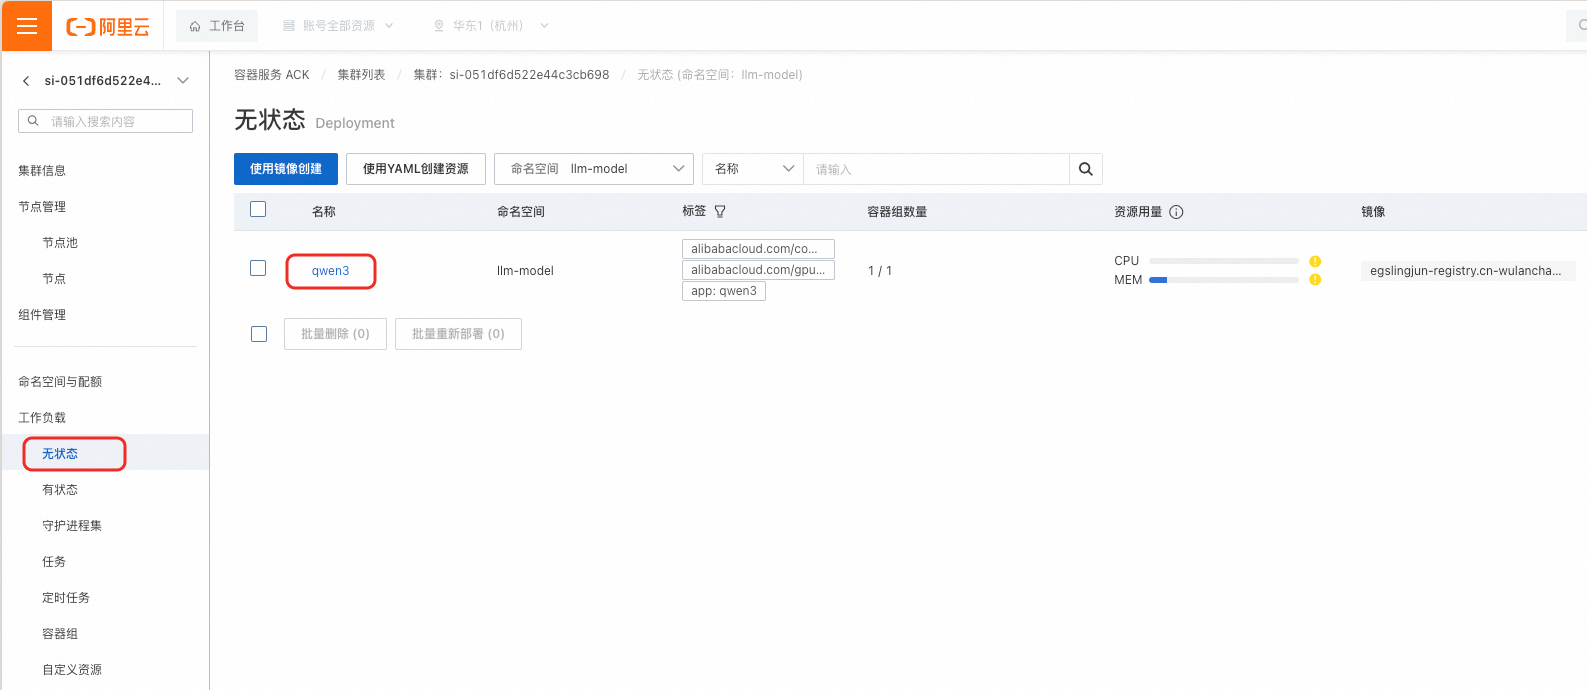 阿里云
工作台
账号全部资源
华东1（杭州）
si-051df6d522e4...
请输入搜索内容
集群信息
节点管理
节点池
节点
组件管理
命名空间与配额
工作负载
无状态
有状态
守护进程集
任务
定时任务
容器组
自定义资源
容器服务 ACK / 集群列表 / 集群：si-051df6d522e44c3cb698 / 无状态 (命名空间：llm-model)
无状态 Deployment
使用镜像创建
使用YAML创建资源
命名空间 llm-model
名称
请输入
名称 命名空间 标签 容器组数量 资源用量 镜像
qwen3
llm-model
alibabacloud.com/co...
alibabacloud.com/gpu...
app: qwen3
1 / 1
CPU
MEM
egslingjun-registry.cn-wulancha...
批量删除 (0)
批量重新部署 (0)